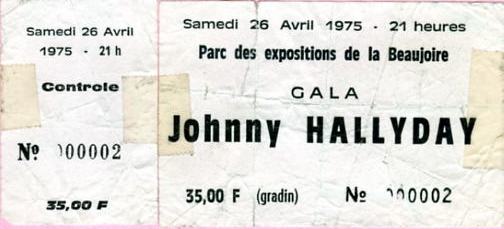 Samedi 26 Avril
1975 - 21 h
Controle
Nº 000002
35,00 F
Samedi 26 Avril 1975 - 21 heures
Parc des expositions de la Beaujoire
GALA
Johnny HALLYDAY
35,00 F (gradin) Nº 000002